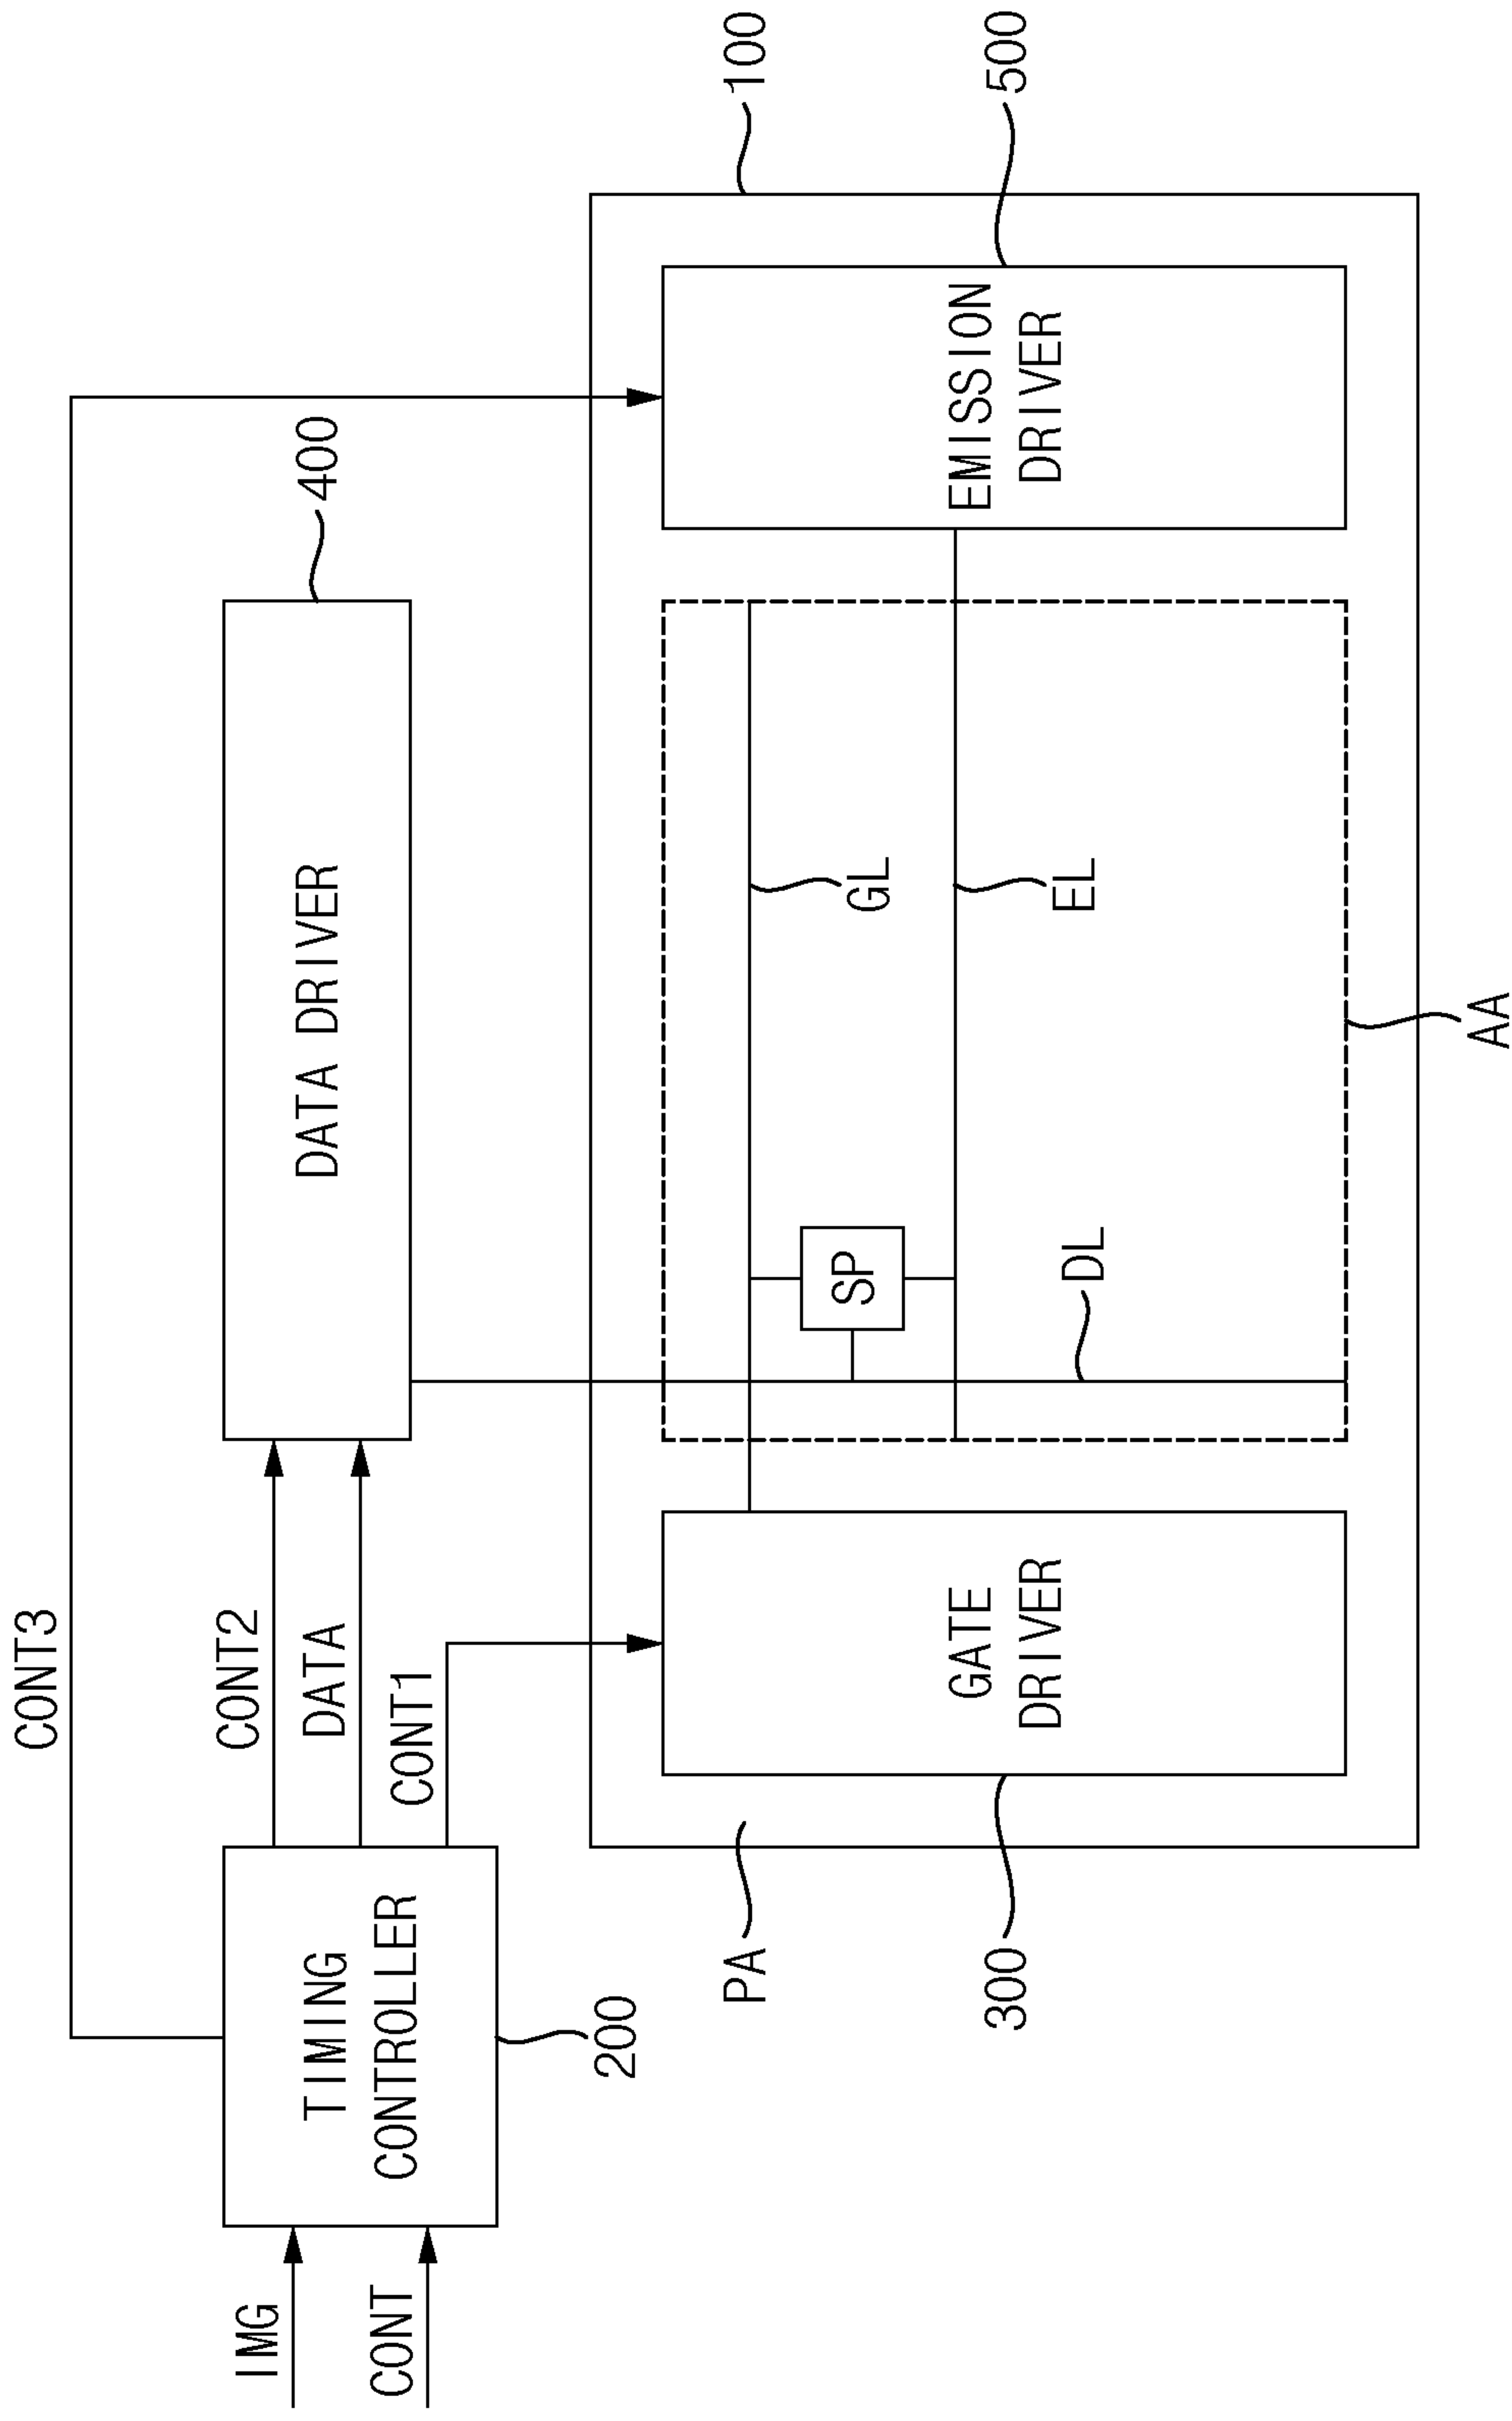 CONT3
400
100
IMG
CONT
TIMING
CONTROLLER
CONT2
DATA
CONT1
DATA DRIVER
200
PA
300
GATE
DRIVER
SP
DL
GL
EL
EMISSION
DRIVER
500
AA